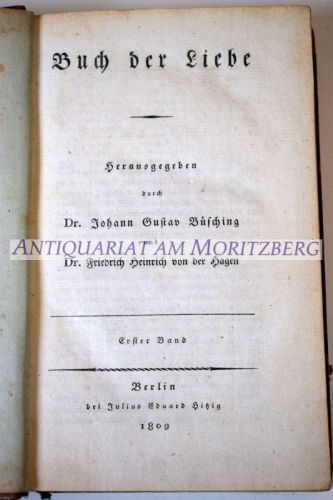 Buch der Liebe
Herausgegeben
durch
Dr. Johann Gustav Büsching
ANTIQUARIAT AM MORITZBERG
Dr. Friedrich Heinrich von der Hagen
Erster Band
Berlin
bei Julius Eduard Hitzig
1809